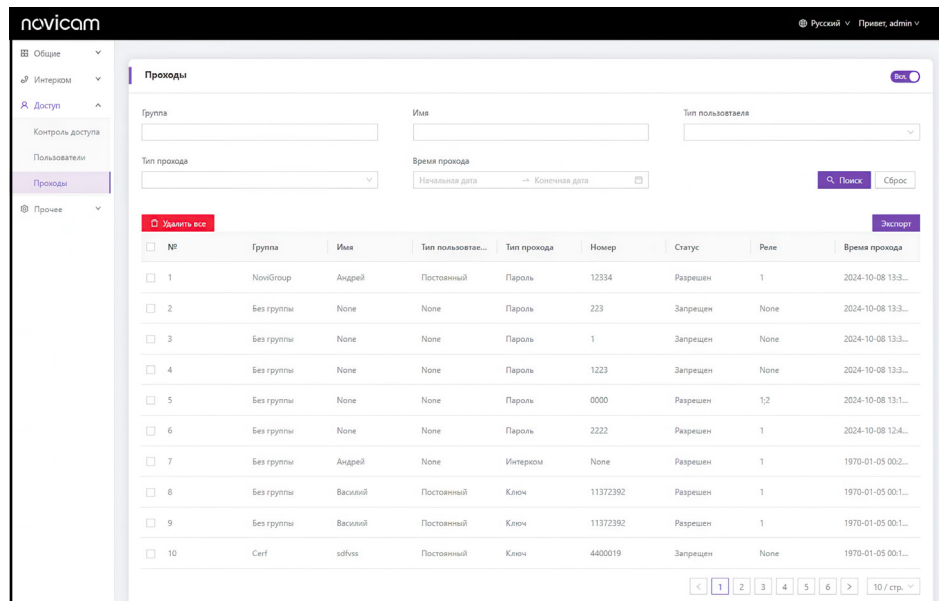 novicam
Русский Привет, admin
Общие
Интерком
Доступ
Контроль доступа
Пользователи
Проходы
Прочее
Проходы Вкл.
Группа Имя Тип пользовтаеля
Тип прохода Время прохода
Начальная дата → Конечная дата Поиск Сброс
Удалить все Экспорт
№ Группа Имя Тип пользовтае... Тип прохода Номер Статус Реле Время прохода
1 NoviGroup Андрей Постоянный Пароль 12334 Разрешен 1 2024-10-08 13:3...
2 Без группы None None Пароль 223 Запрещен None 2024-10-08 13:3...
3 Без группы None None Пароль 1 Запрещен None 2024-10-08 13:3...
4 Без группы None None Пароль 1223 Запрещен None 2024-10-08 13:3...
5 Без группы None None Пароль 0000 Разрешен 1;2 2024-10-08 13:1...
6 Без группы None None Пароль 2222 Разрешен 1 2024-10-08 12:4...
7 Без группы Андрей None Интерком None Разрешен 1 1970-01-05 00:2...
8 Без группы Василий Постоянный Ключ 11372392 Разрешен 1 1970-01-05 00:1...
9 Без группы Василий Постоянный Ключ 11372392 Разрешен 1 1970-01-05 00:1...
10 Cerf sdfvss Постоянный Ключ 4400019 Запрещен None 1970-01-05 00:1...
< 1 2 3 4 5 6 > 10 / стр.